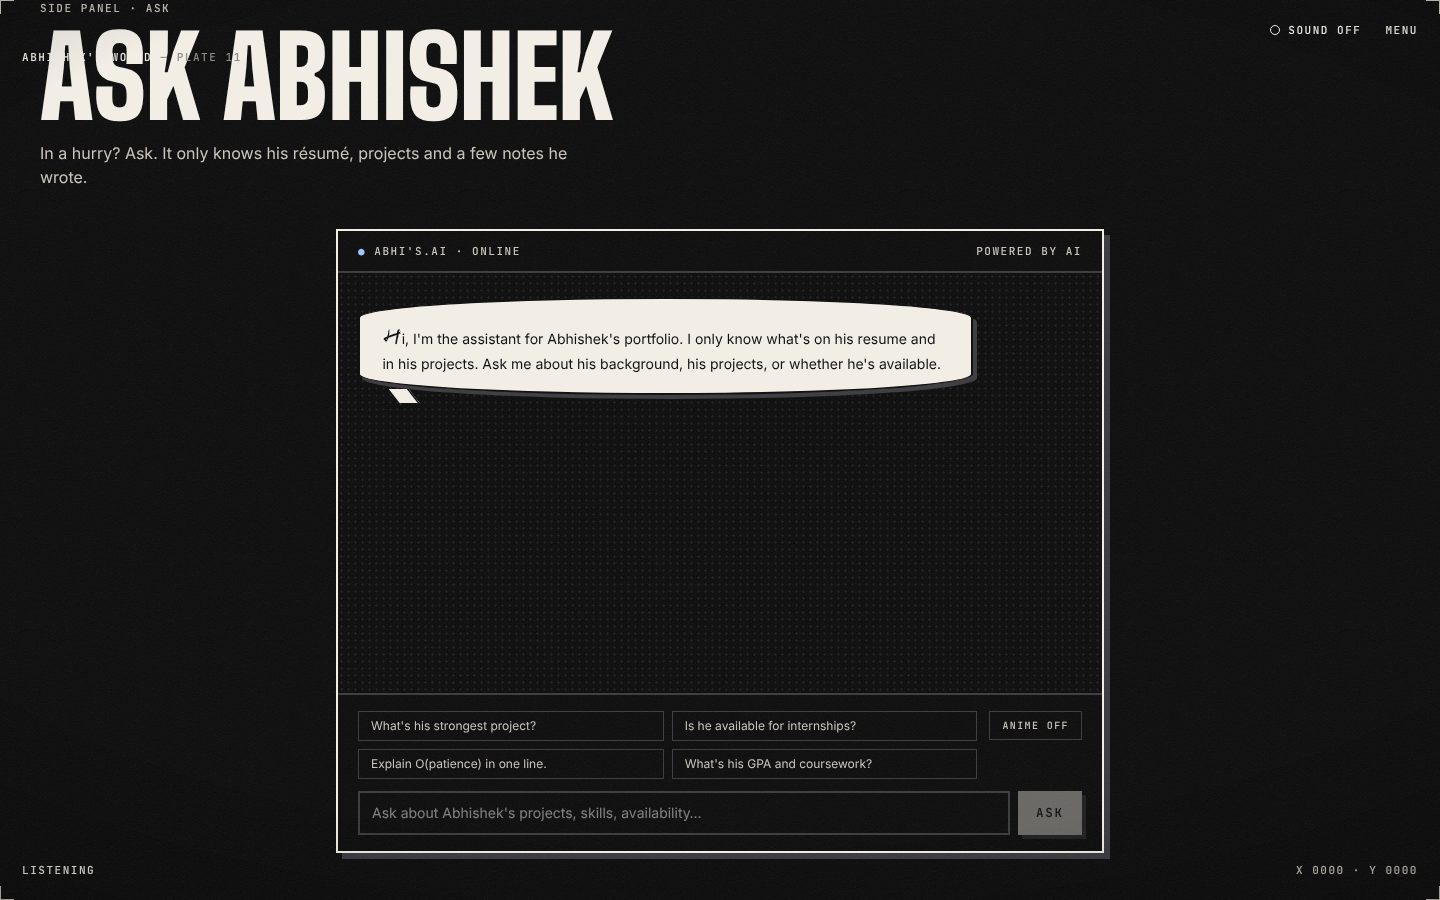 SIDE PANEL · ASK
SOUND OFF
MENU
ABHISHEK'S WORLD — PLATE 11
ASK ABHISHEK
In a hurry? Ask. It only knows his résumé, projects and a few notes he
wrote.
ABHI'S.AI · ONLINE
POWERED BY AI
Hi, I'm the assistant for Abhishek's portfolio. I only know what's on his resume and
in his projects. Ask me about his background, his projects, or whether he's available.
What's his strongest project?
Is he available for internships?
ANIME OFF
Explain O(patience) in one line.
What's his GPA and coursework?
Ask about Abhishek's projects, skills, availability...
ASK
LISTENING
X 0000 · Y 0000